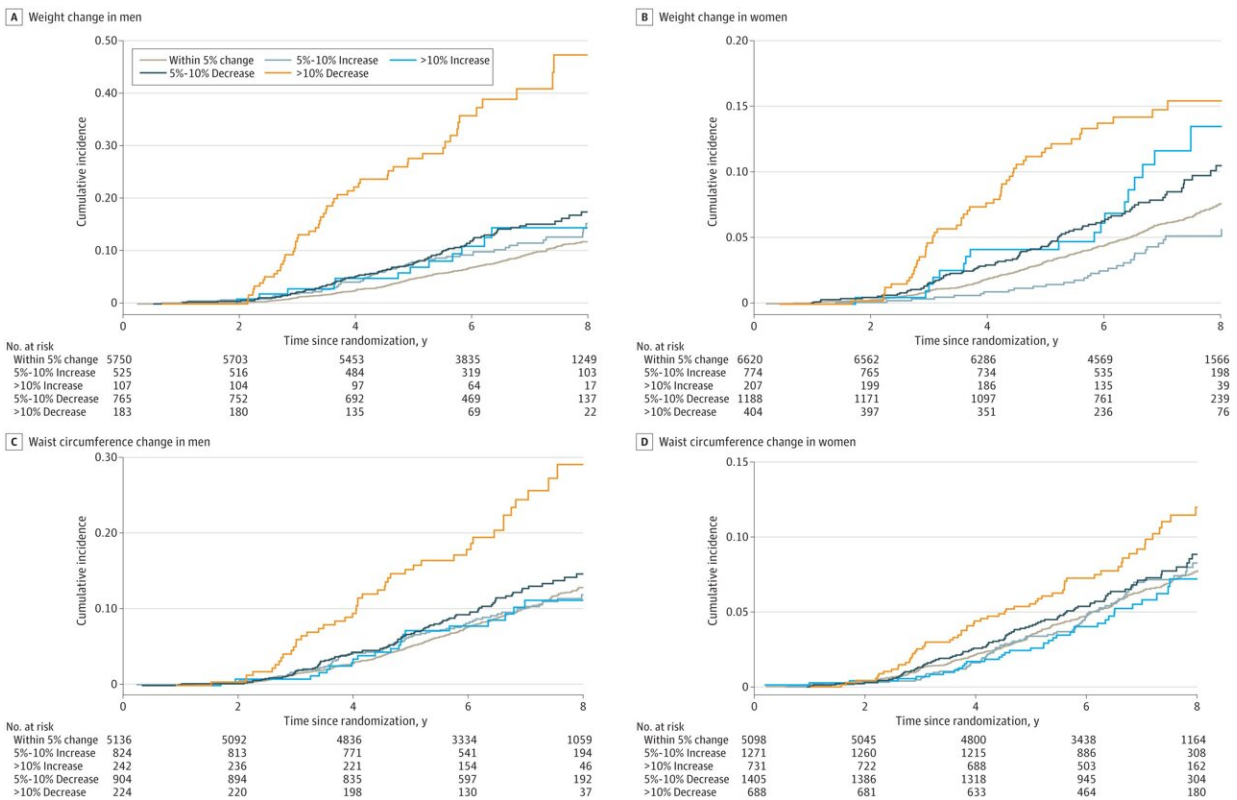 A Weight change in men
0.50
0.40
0.30
0.20
0.10
0
Cumulative incidence
Within 5% change 5%-10% Increase >10% Increase
5%-10% Decrease >10% Decrease
0 2 4 6 8
Time since randomization, y
No. at risk
Within 5% change 5750 5703 5453 3835 1249
5%-10% Increase 525 516 484 319 103
>10% Increase 107 104 97 64 17
5%-10% Decrease 765 752 692 469 137
>10% Decrease 183 180 135 69 22
B Weight change in women
0.20
0.15
0.10
0.05
0
Cumulative incidence
0 2 4 6 8
Time since randomization, y
No. at risk
Within 5% change 6620 6562 6286 4569 1566
5%-10% Increase 774 765 734 535 198
>10% Increase 207 199 186 135 39
5%-10% Decrease 1188 1171 1097 761 239
>10% Decrease 404 397 351 236 76
C Waist circumference change in men
0.30
0.20
0.10
0
Cumulative incidence
0 2 4 6 8
Time since randomization, y
No. at risk
Within 5% change 5136 5092 4836 3334 1059
5%-10% Increase 824 813 771 541 194
>10% Increase 242 236 221 154 46
5%-10% Decrease 904 894 835 597 192
>10% Decrease 224 220 198 130 37
D Waist circumference change in women
0.15
0.10
0.05
0
Cumulative incidence
0 2 4 6 8
Time since randomization, y
No. at risk
Within 5% change 5098 5045 4800 3438 1164
5%-10% Increase 1271 1260 1215 886 308
>10% Increase 731 722 688 503 162
5%-10% Decrease 1405 1386 1318 945 304
>10% Decrease 688 681 633 464 180